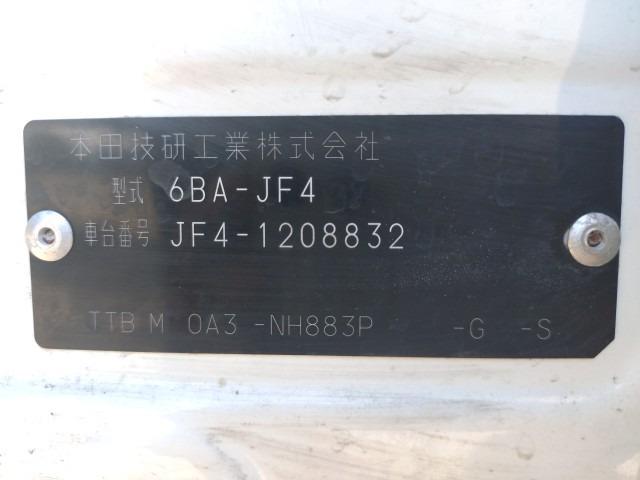 本田技研工業株式会社
型式 6BA-JF4
車台番号 JF4-1208832
TTB M 0A3 -NH883P -G -S